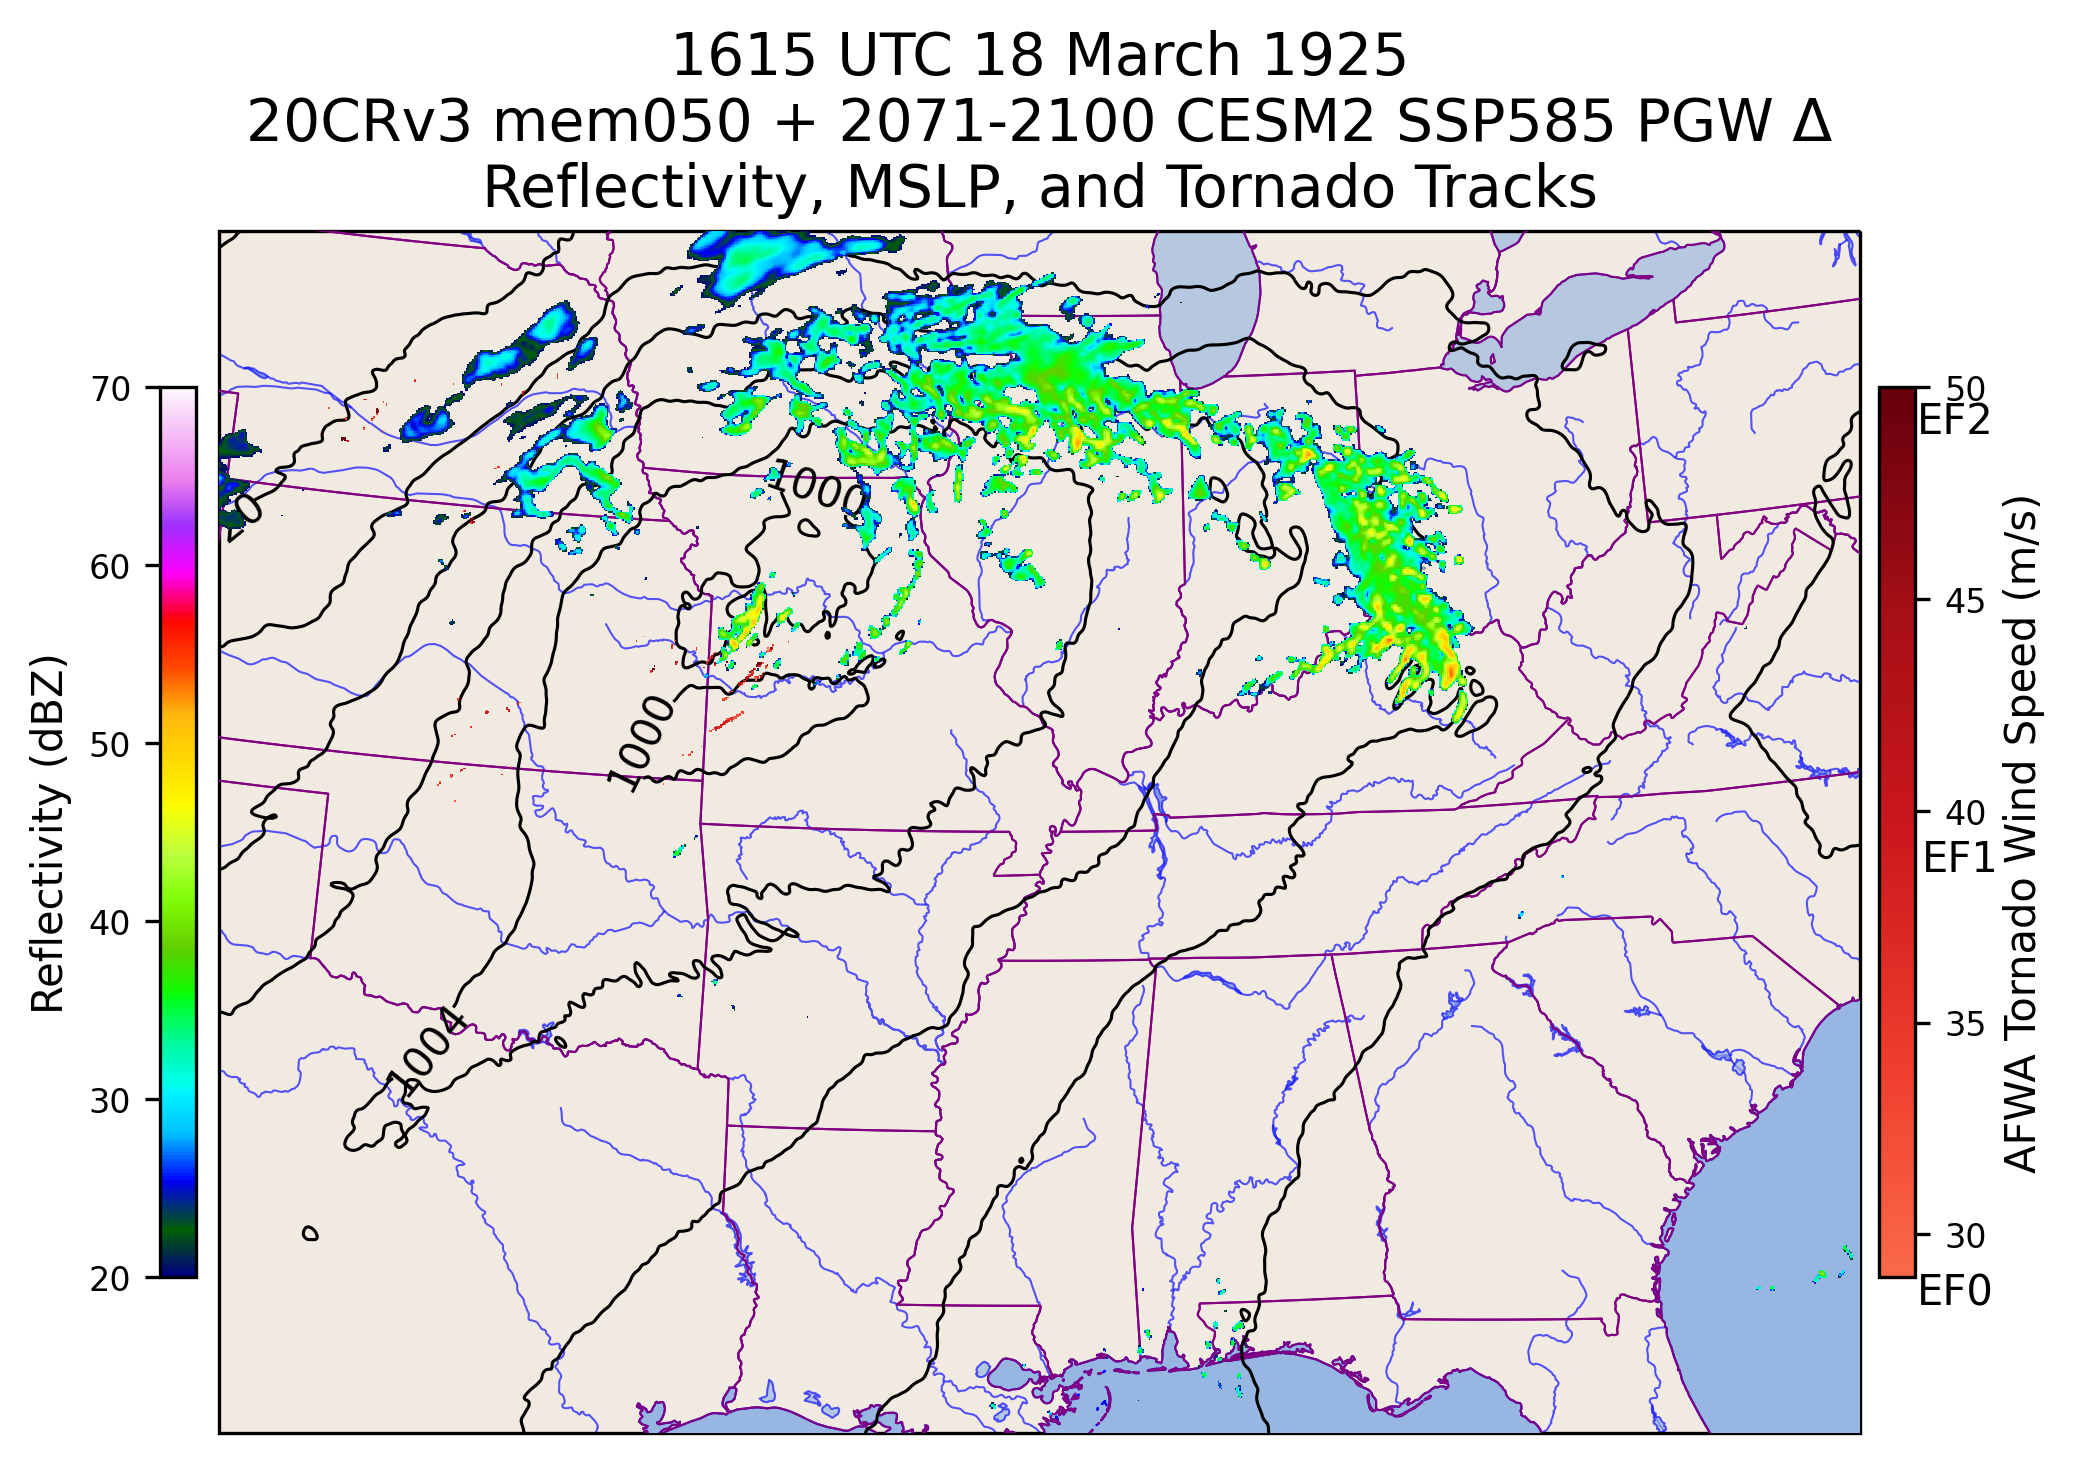 1615 UTC 18 March 1925
20CRv3 mem050 + 2071-2100 CESM2 SSP585 PGW Δ
Reflectivity, MSLP, and Tornado Tracks
Reflectivity (dBZ)
70
60
50
40
30
20
1000
1000
1004
50
EF2
45
40
EF1
35
30
EF0
AFWA Tornado Wind Speed (m/s)